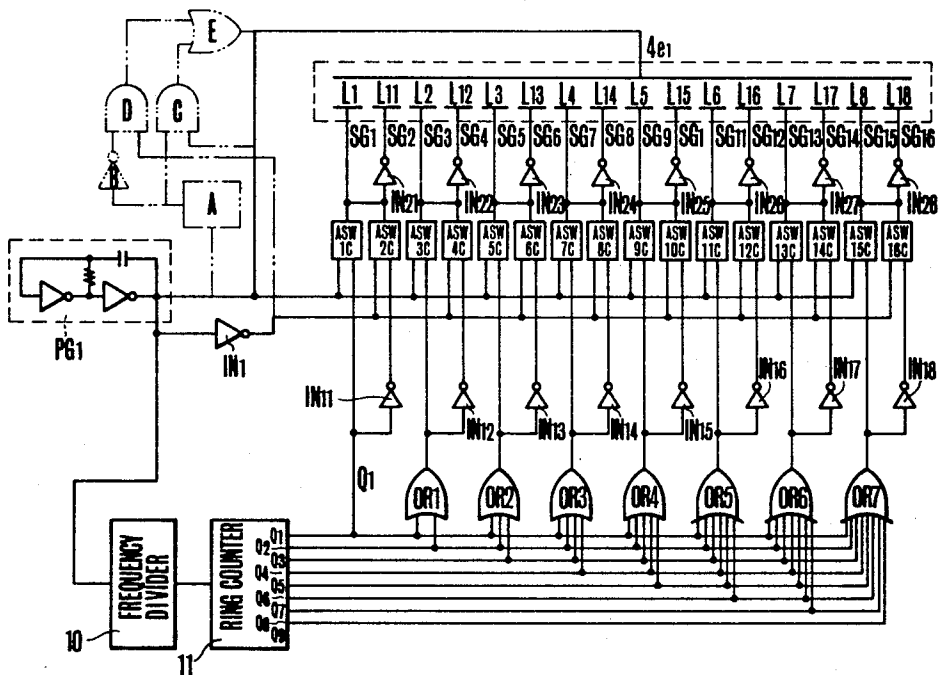 E
4e1
D
C
L1 L11 L2 L12 L3 L13 L4 L14 L5 L15 L6 L16 L7 L17 L8 L18
SG1 SG2 SG3 SG4 SG5 SG6 SG7 SG8 SG9 SG1 SG11 SG12 SG13 SG14 SG15 SG16
B
A
IN21 IN22 IN23 IN24 IN25 IN26 IN27 IN28
ASW 1C
ASW 2C
ASW 3C
ASW 4C
ASW 5C
ASW 6C
ASW 7C
ASW 8C
ASW 9C
ASW 10C
ASW 11C
ASW 12C
ASW 13C
ASW 14C
ASW 15C
ASW 16C
PG1
IN1
IN11 IN12 IN13 IN14 IN15 IN16 IN17 IN18
Q1
OR1 OR2 OR3 OR4 OR5 OR6 OR7
FREQUENCY DIVIDER
RING COUNTER
Q1
Q2
Q3
Q4
Q5
Q6
Q7
Q8
Q9
10
11